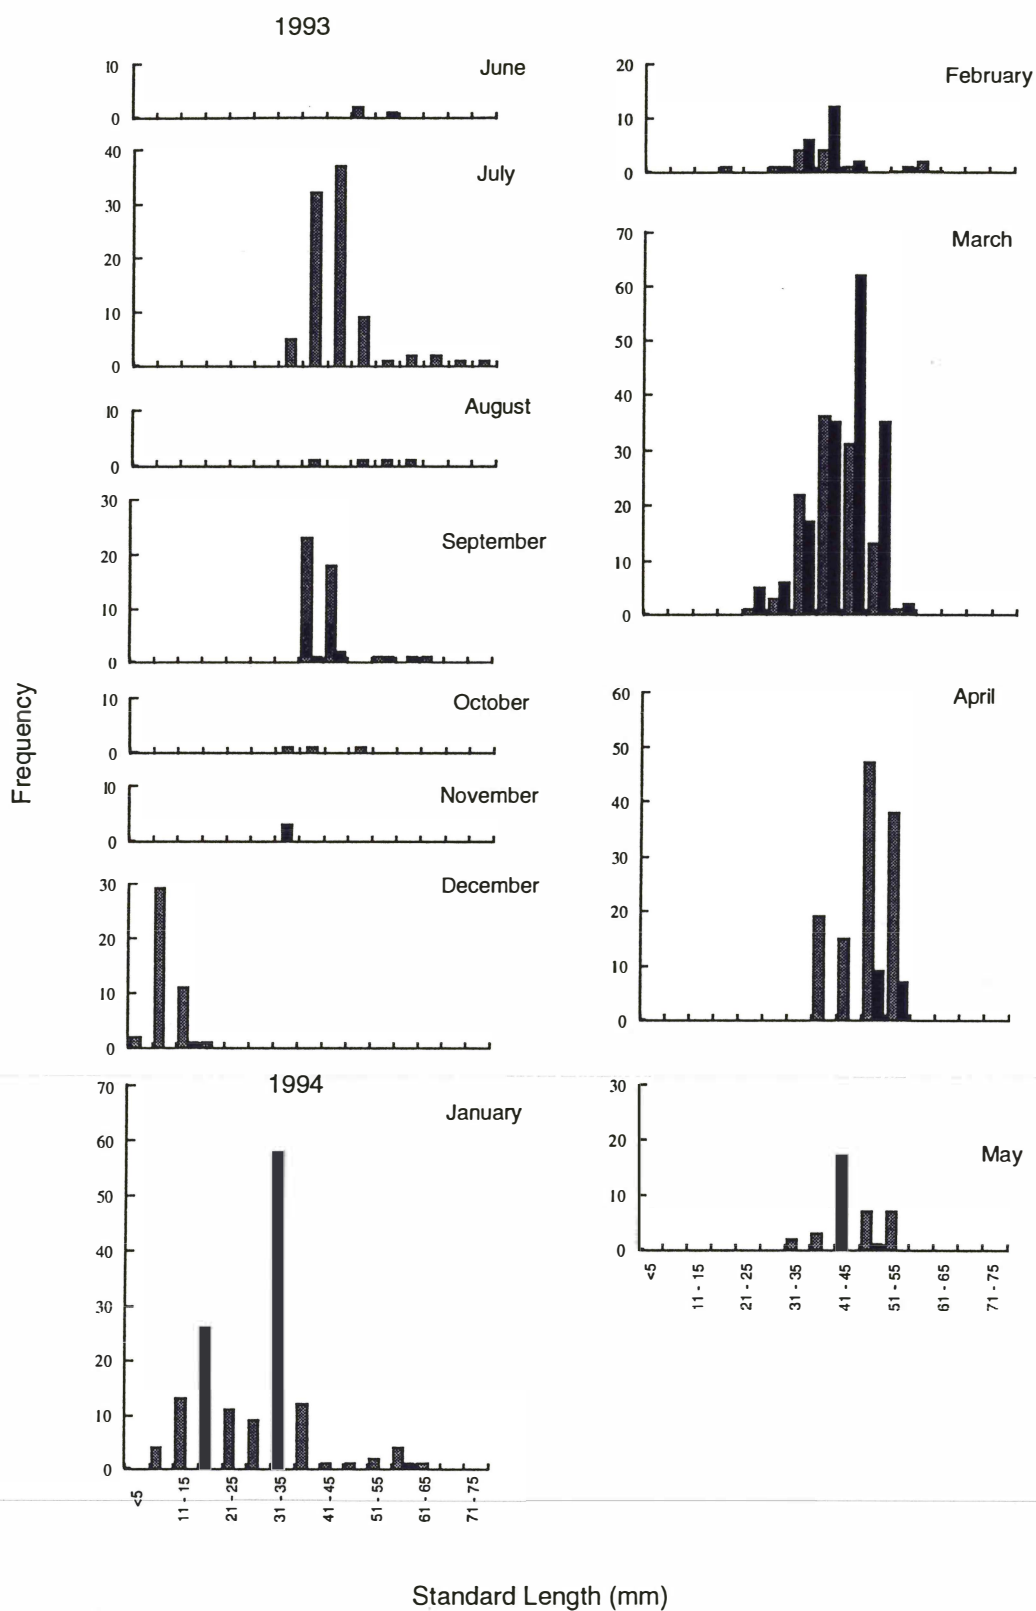 1993
June
10
0
July
40
30
20
10
0
August
10
0
September
30
20
10
0
October
10
0
November
10
0
December
30
20
10
0
1994
January
70
60
50
40
30
20
10
0
<5
11 - 15
21 - 25
31 - 35
41 - 45
51 - 55
61 - 65
71 - 75
February
20
10
0
March
70
60
50
40
30
20
10
0
April
60
50
40
30
20
10
0
May
30
20
10
0
<5
11 - 15
21 - 25
31 - 35
41 - 45
51 - 55
61 - 65
71 - 75
Frequency
Standard Length (mm)